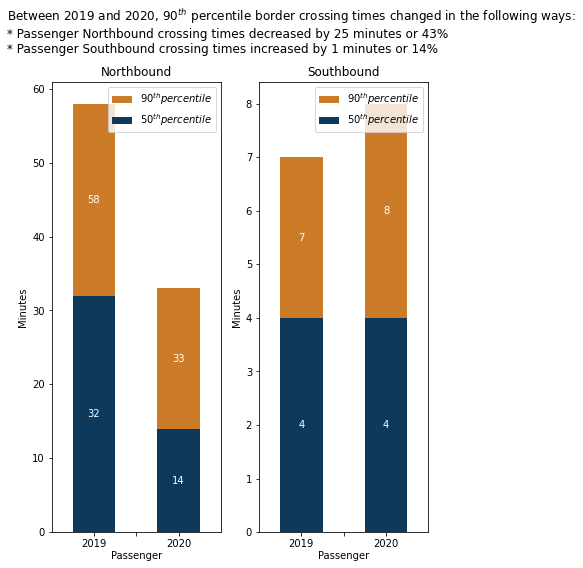 Between 2019 and 2020, 90th percentile border crossing times changed in the following ways:
* Passenger Northbound crossing times decreased by 25 minutes or 43%
* Passenger Southbound crossing times increased by 1 minutes or 14%
Northbound
90th percentile
50th percentile
60
50
40
30
20
10
0
Minutes
58
32
33
14
2019 2020
Passenger
Southbound
90th percentile
50th percentile
8
7
6
5
4
3
2
1
0
Minutes
7
4
8
4
2019 2020
Passenger